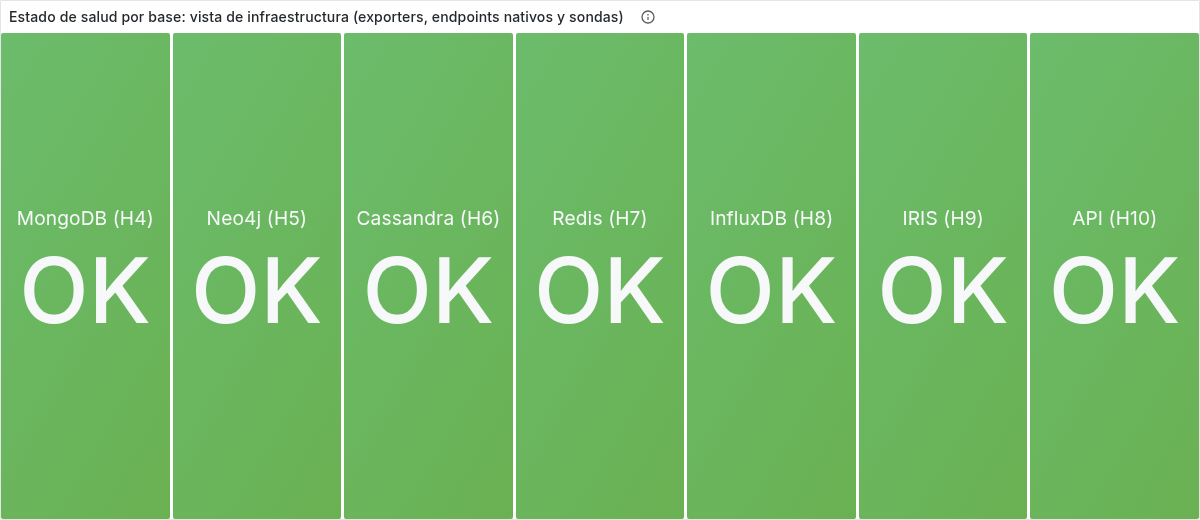 Estado de salud por base: vista de infraestructura (exporters, endpoints nativos y sondas)
MongoDB (H4)
OK
Neo4j (H5)
OK
Cassandra (H6)
OK
Redis (H7)
OK
InfluxDB (H8)
OK
IRIS (H9)
OK
API (H10)
OK